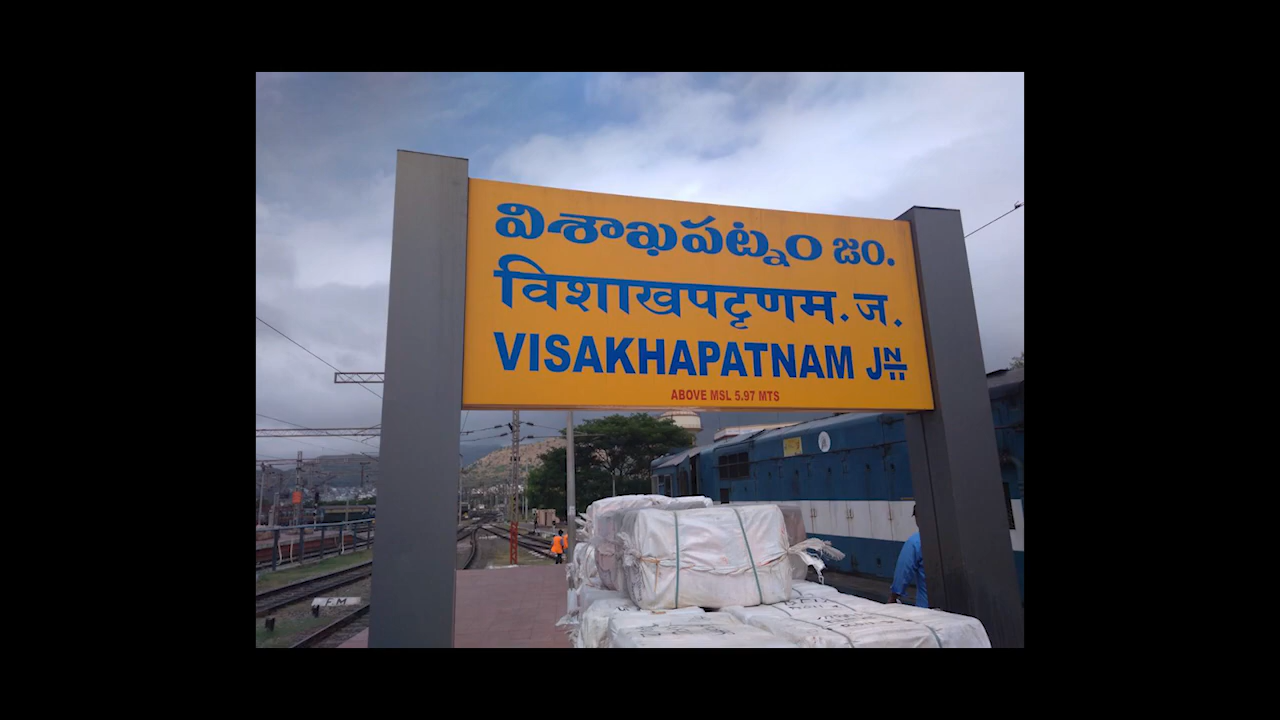 విశాఖపట్నం జం.
विशाखपट्टणम. ज.
VISAKHAPATNAM JN
ABOVE MSL 5.97 MTS
F.M